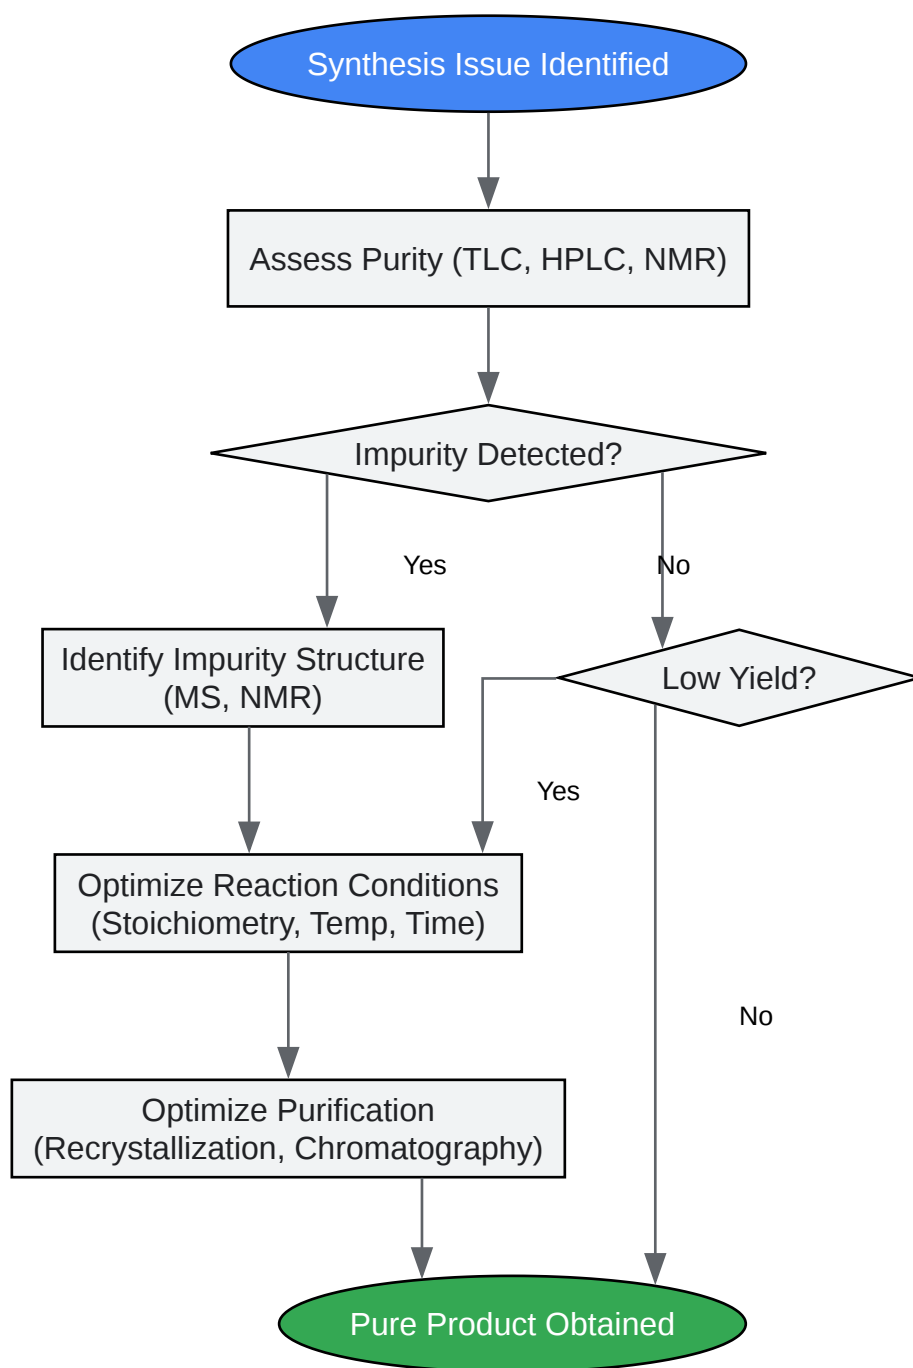 Synthesis Issue Identified
Assess Purity (TLC, HPLC, NMR)
Impurity Detected?
Yes
No
Identify Impurity Structure
(MS, NMR)
Low Yield?
Yes
Optimize Reaction Conditions
(Stoichiometry, Temp, Time)
No
Optimize Purification
(Recrystallization, Chromatography)
Pure Product Obtained